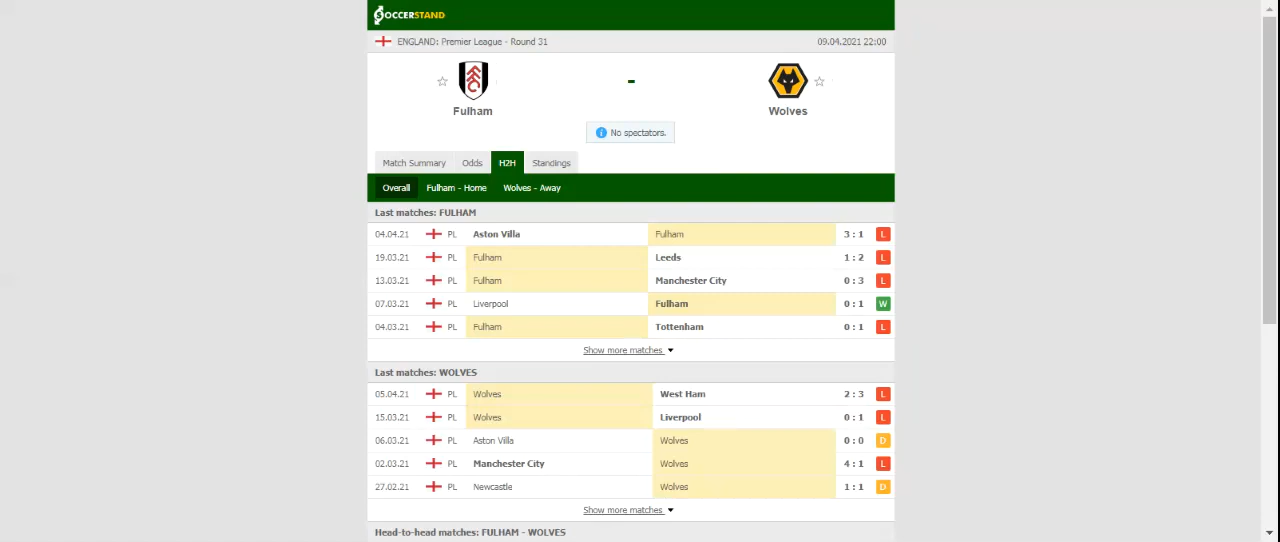 SOCCERSTAND
ENGLAND: Premier League - Round 31 09.04.2021 22:00
-
Fulham Wolves
No spectators.
Match Summary Odds H2H Standings
Overall Fulham - Home Wolves - Away
Last matches: FULHAM
04.04.21 PL Aston Villa Fulham 3 : 1 L
19.03.21 PL Fulham Leeds 1 : 2 L
13.03.21 PL Fulham Manchester City 0 : 3 L
07.03.21 PL Liverpool Fulham 0 : 1 W
04.03.21 PL Fulham Tottenham 0 : 1 L
Show more matches
Last matches: WOLVES
05.04.21 PL Wolves West Ham 2 : 3 L
15.03.21 PL Wolves Liverpool 0 : 1 L
06.03.21 PL Aston Villa Wolves 0 : 0 D
02.03.21 PL Manchester City Wolves 4 : 1 L
27.02.21 PL Newcastle Wolves 1 : 1 D
Show more matches
Head-to-head matches: FULHAM - WOLVES